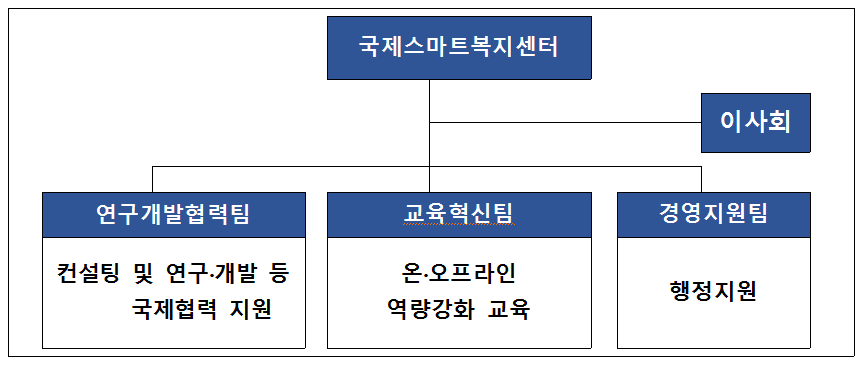 국제스마트복지센터
이사회
연구개발협력팀
컨설팅 및 연구·개발 등
국제협력 지원
교육혁신팀
온·오프라인
역량강화 교육
경영지원팀
행정지원